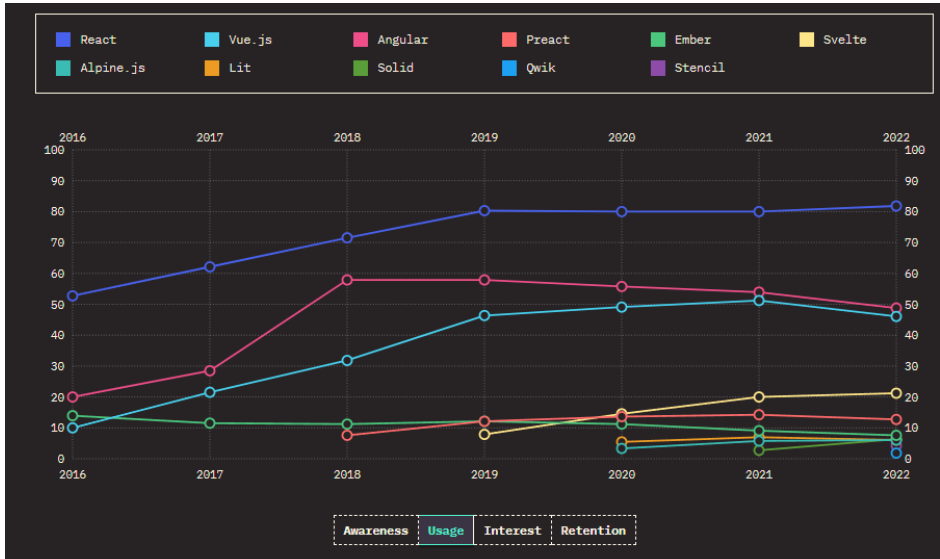 React Vue.js Angular Preact Ember Svelte
Alpine.js Lit Solid Qwik Stencil
2016 2017 2018 2019 2020 2021 2022
100 100
90 90
80 80
70 70
60 60
50 50
40 40
30 30
20 20
10 10
0 0
2016 2017 2018 2019 2020 2021 2022
Awareness Usage Interest Retention